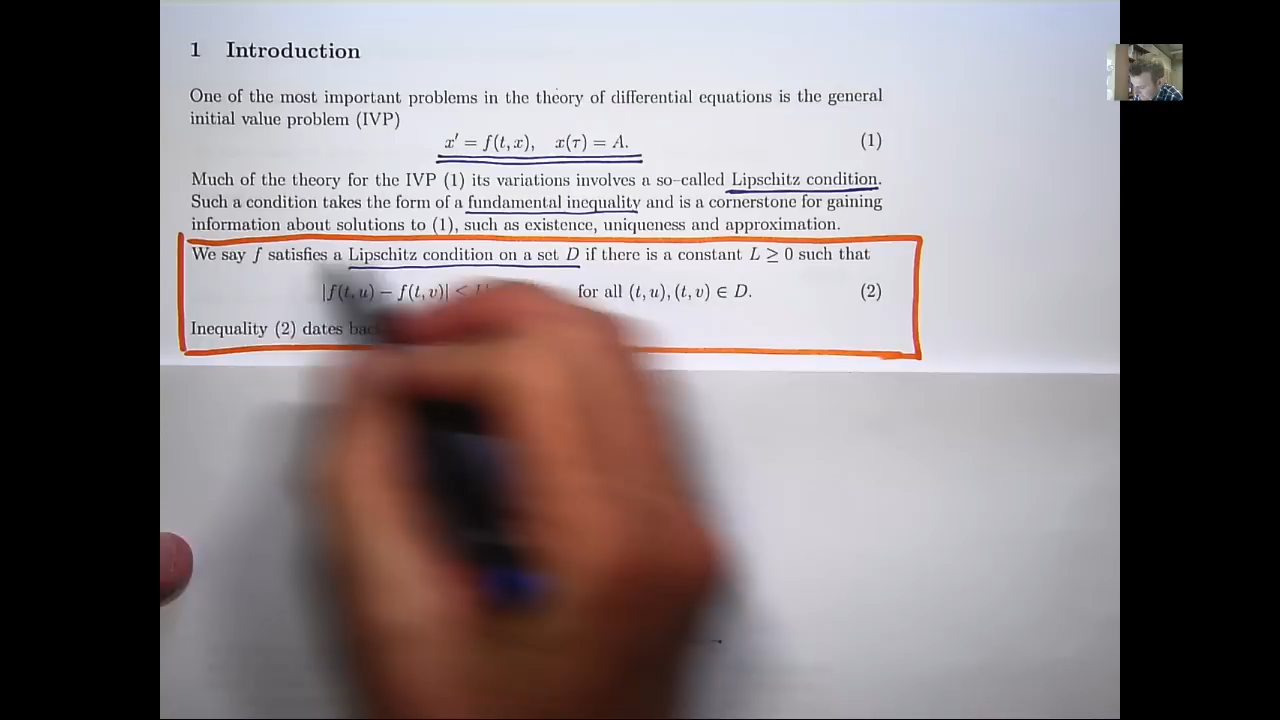 1 Introduction
One of the most important problems in the theory of differential equations is the general
initial value problem (IVP)
x′ = f(t, x), x(τ) = A. (1)
Much of the theory for the IVP (1) its variations involves a so–called Lipschitz condition.
Such a condition takes the form of a fundamental inequality and is a cornerstone for gaining
information about solutions to (1), such as existence, uniqueness and approximation.
We say f satisfies a Lipschitz condition on a set D if there is a constant L ≥ 0 such that
|f(t, u) − f(t, v)| ≤ for all (t, u), (t, v) ∈ D. (2)
Inequality (2) dates